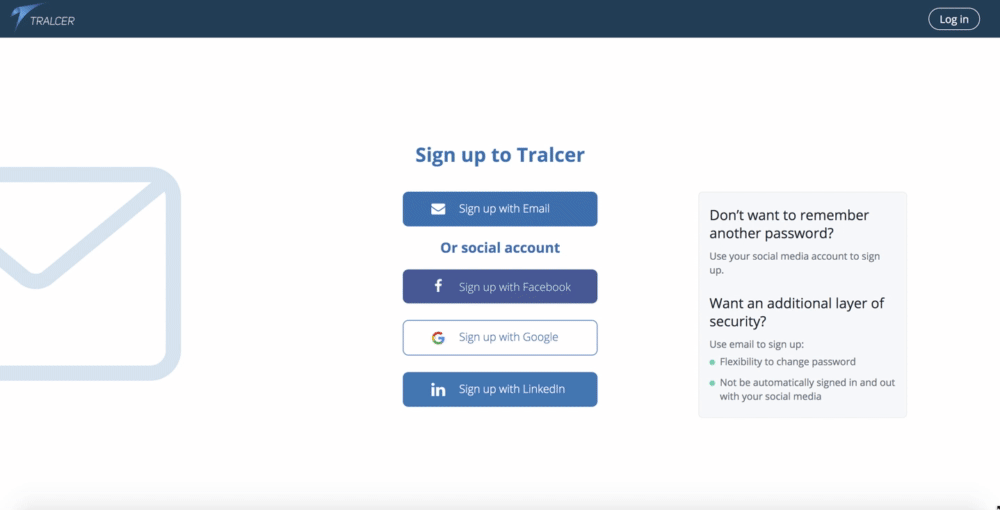 TRALCER
Log in
Sign up to Tralcer
Sign up with Email
Or social account
Sign up with Facebook
Sign up with Google
Sign up with LinkedIn
Don’t want to remember
another password?
Use your social media account to sign
up.
Want an additional layer of
security?
Use email to sign up:
Flexibility to change password
Not be automatically signed in and out
with your social media